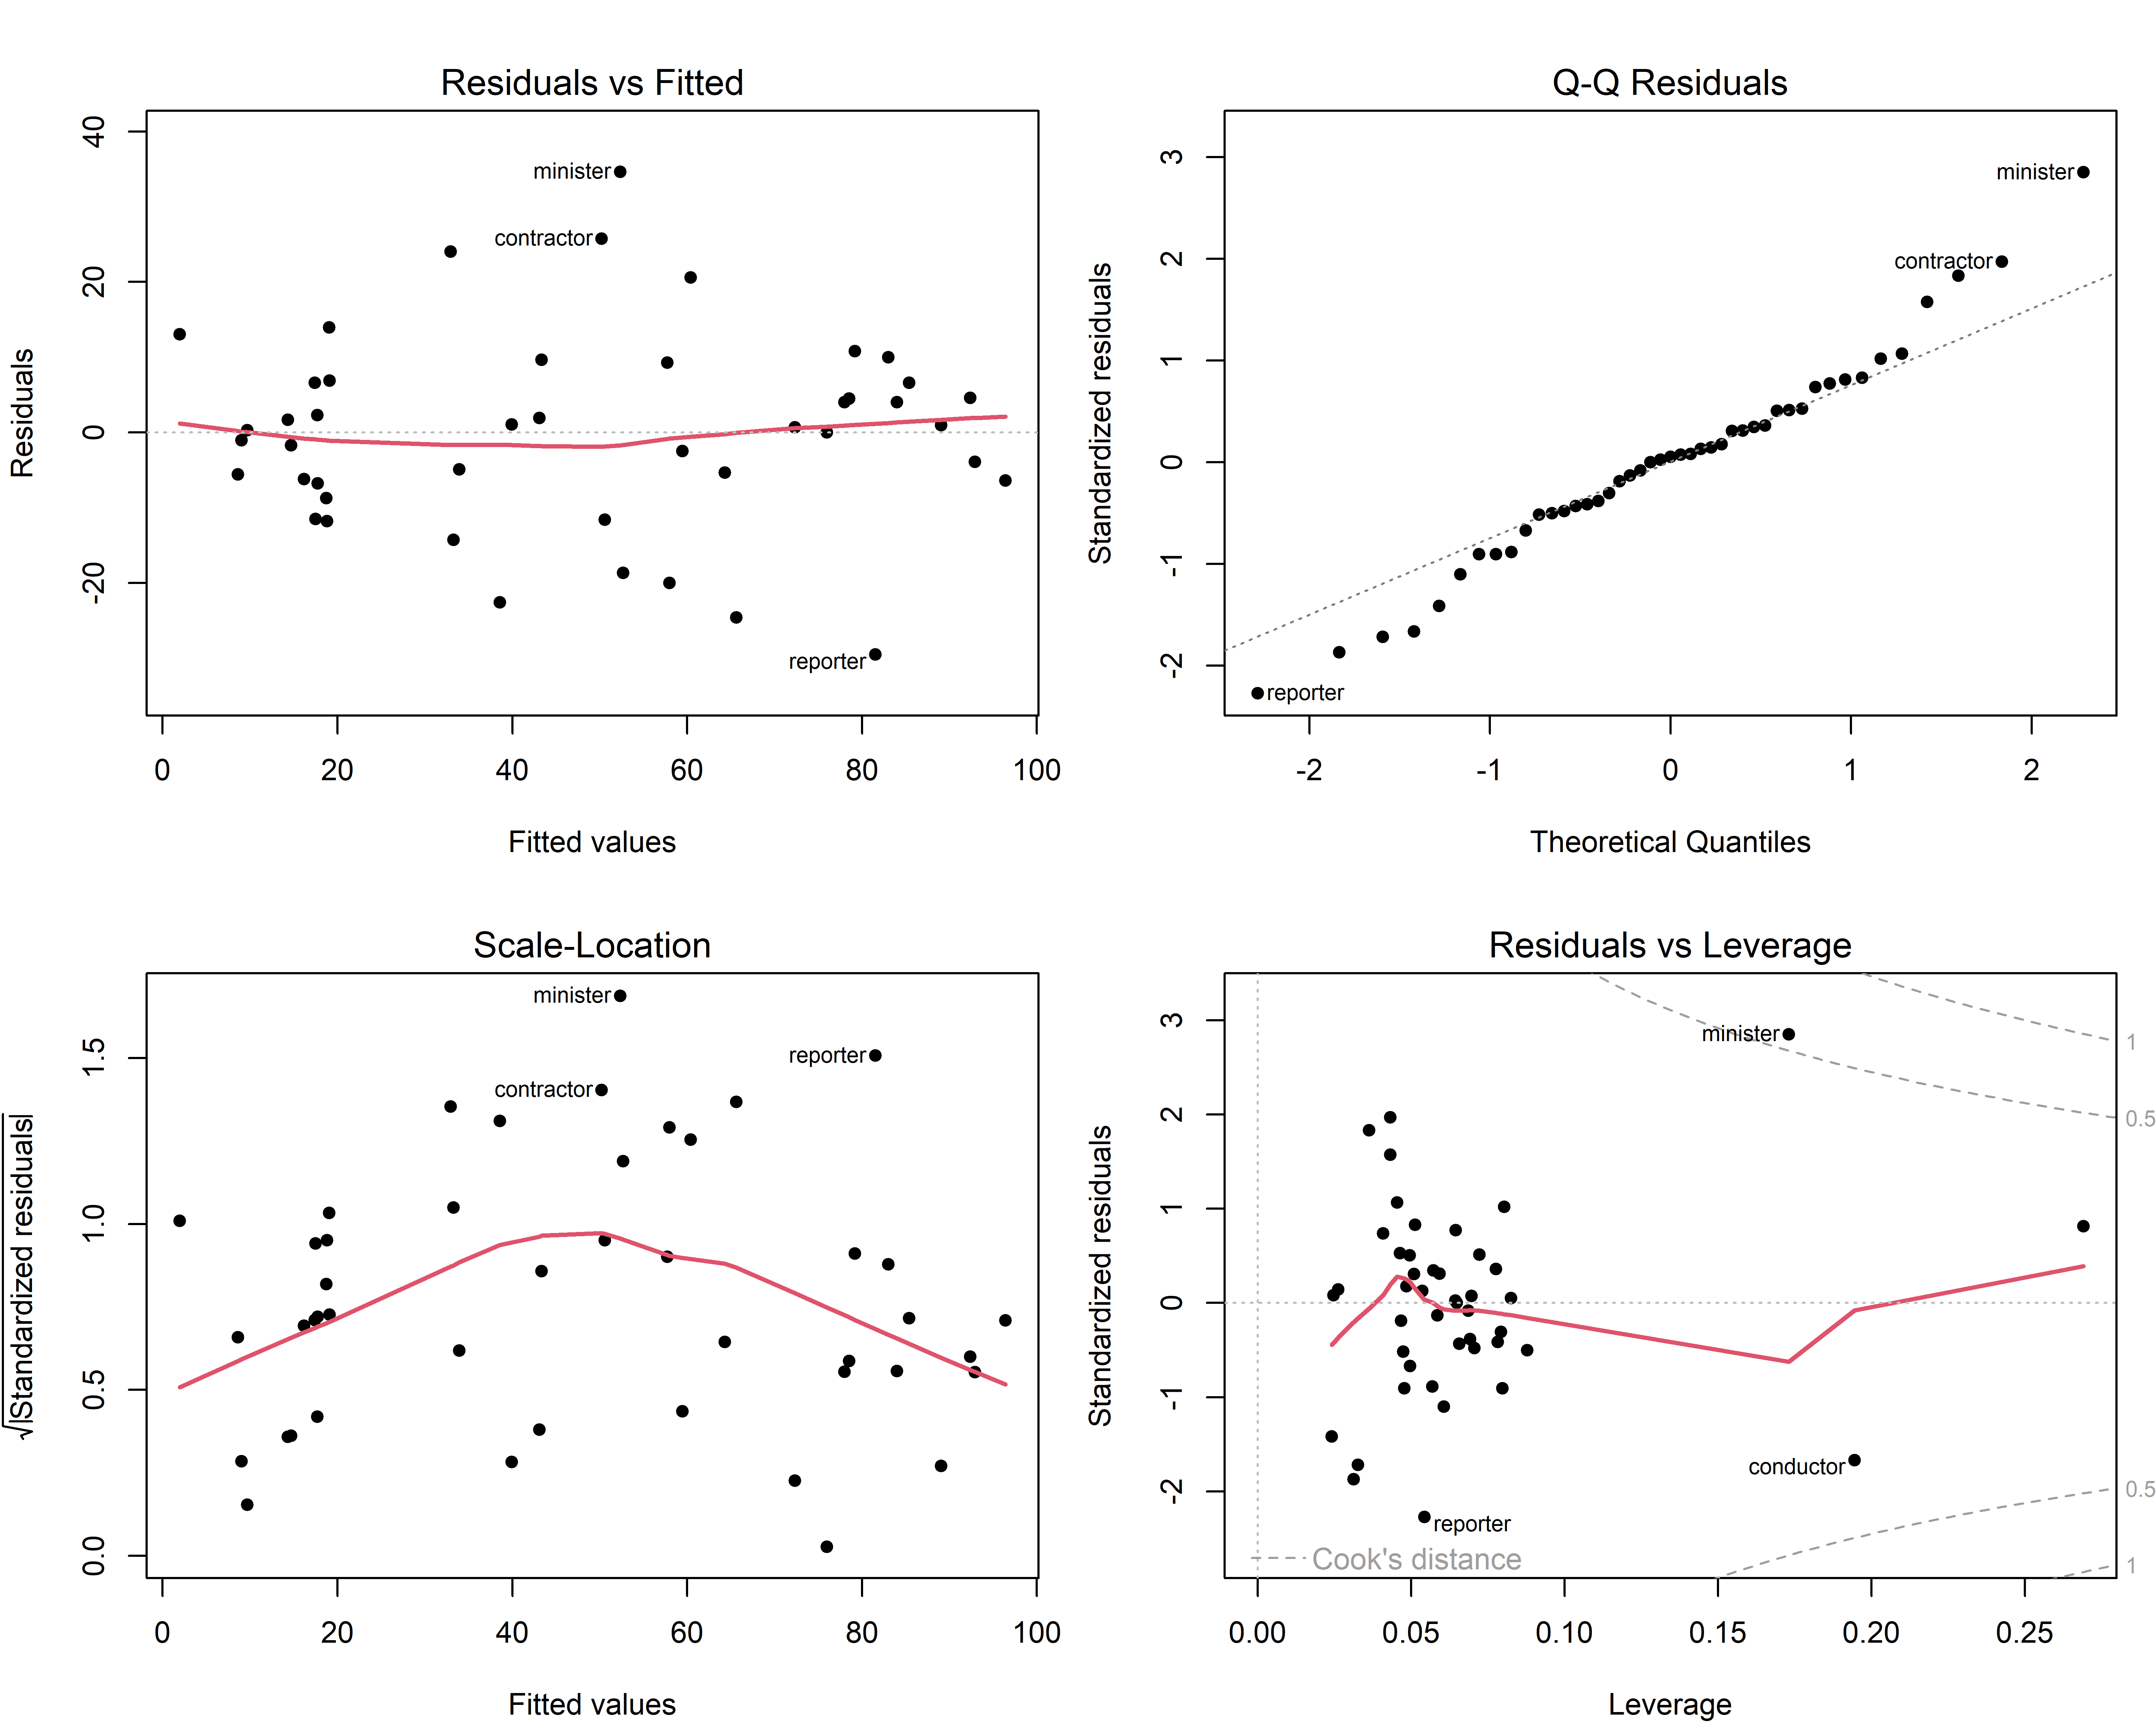 Residuals vs Fitted
Residuals
40
20
0
-20
minister
contractor
reporter
0 20 40 60 80 100
Fitted values
Q-Q Residuals
Standardized residuals
3
2
1
0
-1
-2
minister
contractor
reporter
-2 -1 0 1 2
Theoretical Quantiles
Scale-Location
√|Standardized residuals|
1.5
1.0
0.5
0.0
minister
reporter
contractor
0 20 40 60 80 100
Fitted values
Residuals vs Leverage
Standardized residuals
3
2
1
0
-1
-2
minister
conductor
reporter
Cook's distance
1
0.5
0.5
1
0.00 0.05 0.10 0.15 0.20 0.25
Leverage